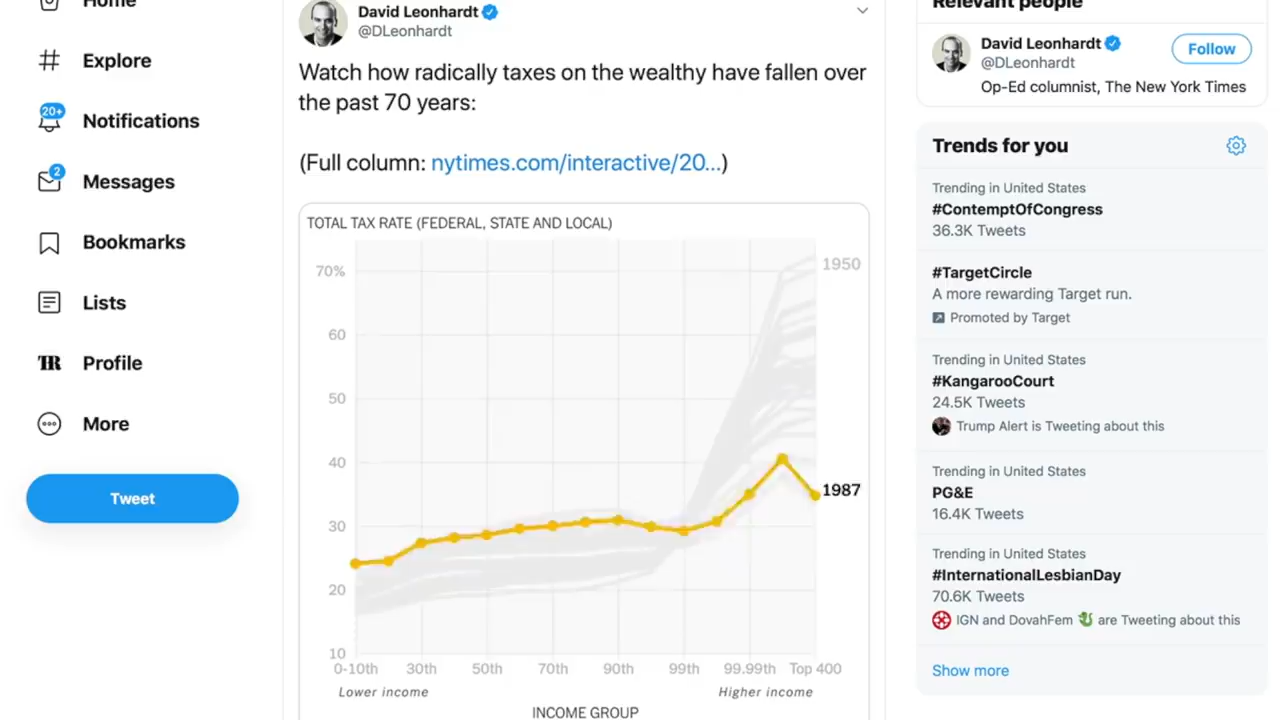 Home
Explore
20+
Notifications
2
Messages
Bookmarks
Lists
TR
Profile
More
Tweet
David Leonhardt
@DLeonhardt
Watch how radically taxes on the wealthy have fallen over
the past 70 years:
(Full column: nytimes.com/interactive/20...)
TOTAL TAX RATE (FEDERAL, STATE AND LOCAL)
70%
60
50
40
30
20
10
1950
1987
0-10th 30th 50th 70th 90th 99th 99.99th Top 400
Lower income Higher income
INCOME GROUP
Relevant people
David Leonhardt
@DLeonhardt
Follow
Op-Ed columnist, The New York Times
Trends for you
Trending in United States
#ContemptOfCongress
36.3K Tweets
#TargetCircle
A more rewarding Target run.
Promoted by Target
Trending in United States
#KangarooCourt
24.5K Tweets
Trump Alert is Tweeting about this
Trending in United States
PG&E
16.4K Tweets
Trending in United States
#InternationalLesbianDay
70.6K Tweets
IGN and DovahFem are Tweeting about this
Show more